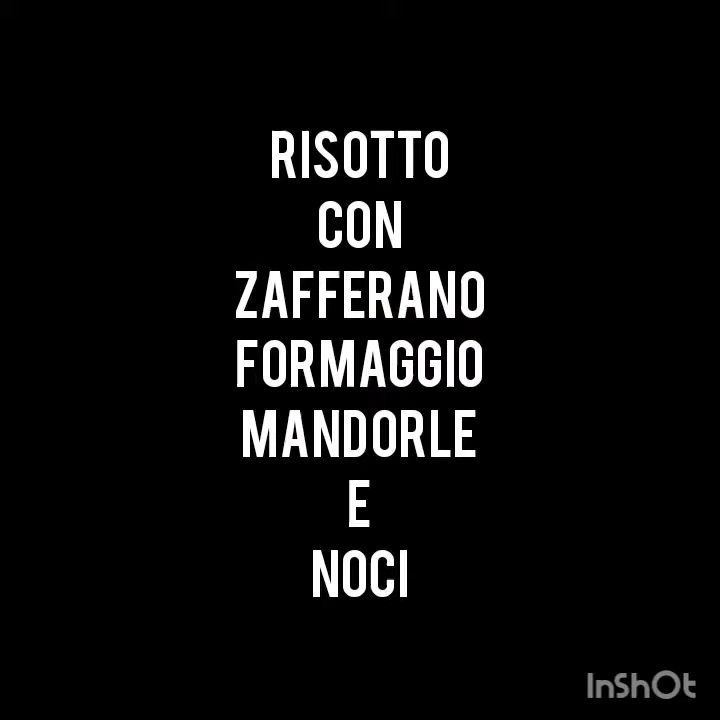 RISOTTO
CON
ZAFFERANO
FORMAGGIO
MANDORLE
E
NOCI
InShOt